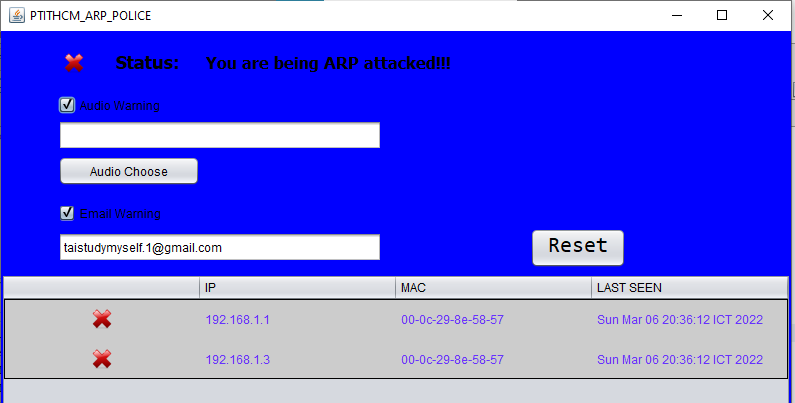 PTITHCM_ARP_POLICE
Status: You are being ARP attacked!!!
Audio Warning
Audio Choose
Email Warning
taistudymyself.1@gmail.com
Reset
IP MAC LAST SEEN
192.168.1.1 00-0c-29-8e-58-57 Sun Mar 06 20:36:12 ICT 2022
192.168.1.3 00-0c-29-8e-58-57 Sun Mar 06 20:36:12 ICT 2022